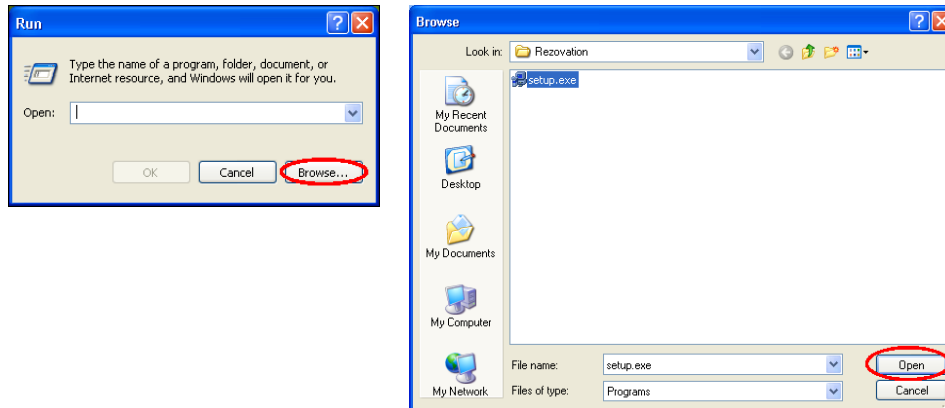 Run
Type the name of a program, folder, document, or
Internet resource, and Windows will open it for you.
Open:
OK Cancel Browse...
Browse
Look in: Rezovation
setup.exe
My Recent
Documents
Desktop
My Documents
My Computer
My Network
File name: setup.exe Open
Files of type: Programs Cancel